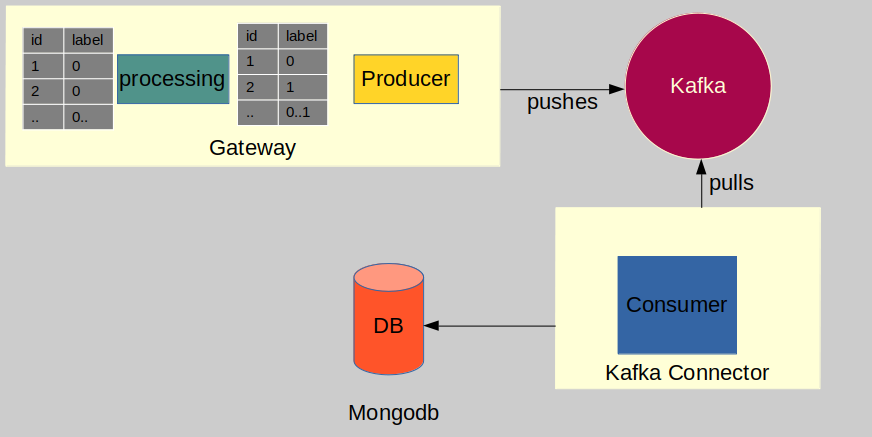 id label
1 0
2 0
.. 0..
processing
id label
1 0
2 1
.. 0..1
Producer
Gateway
pushes
Kafka
pulls
Consumer
Kafka Connector
DB
Mongodb